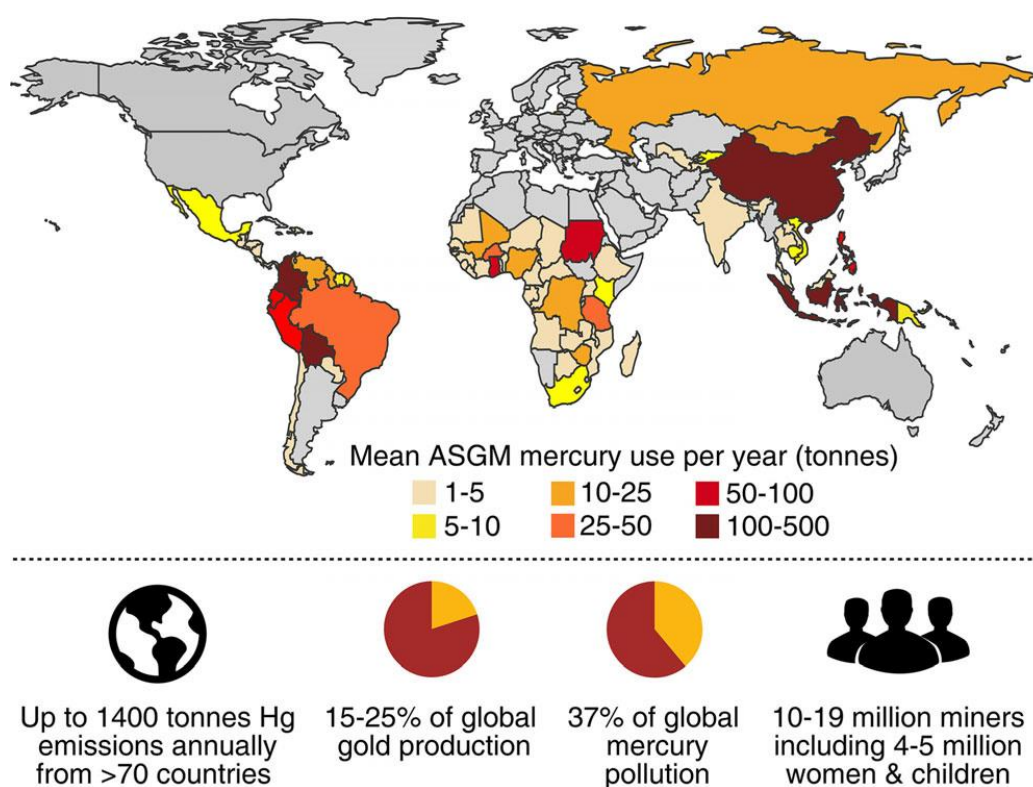 Mean ASGM mercury use per year (tonnes)
1-5
10-25
50-100
5-10
25-50
100-500
Up to 1400 tonnes Hg
emissions annually
from >70 countries
15-25% of global
gold production
37% of global
mercury
pollution
10-19 million miners
including 4-5 million
women & children